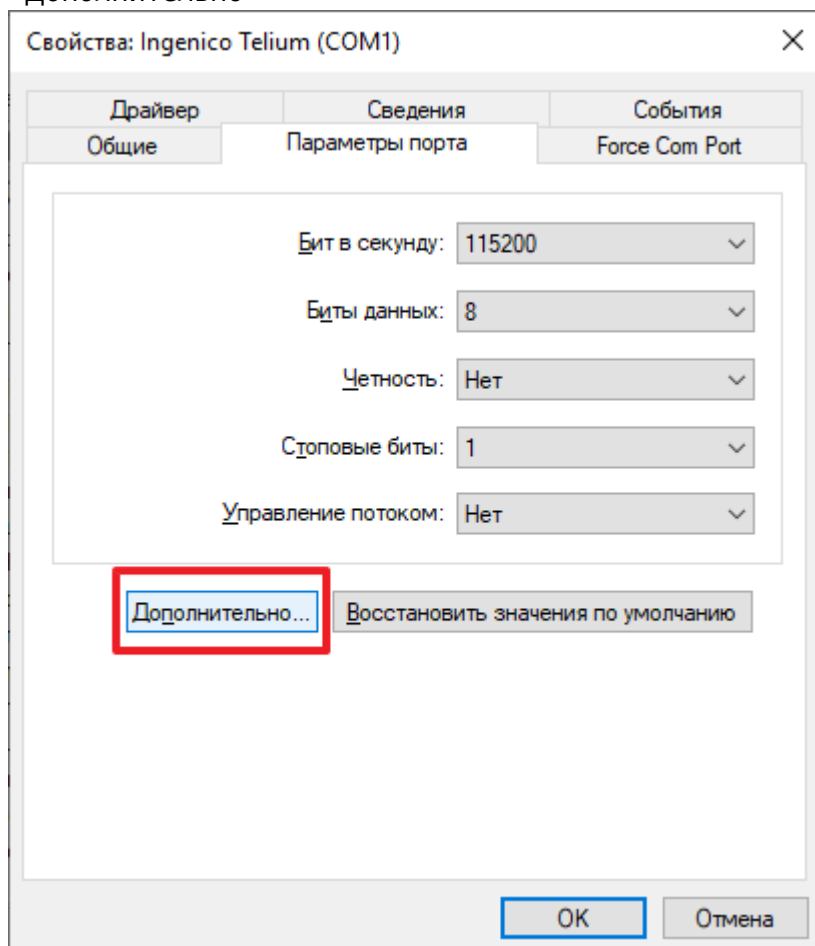 Дополнительно
Свойства: Ingenico Telium (COM1)
Драйвер Сведения События
Общие Параметры порта Force Com Port
Бит в секунду: 115200
Биты данных: 8
Четность: Нет
Стоповые биты: 1
Управление потоком: Нет
Дополнительно... Восстановить значения по умолчанию
OK Отмена